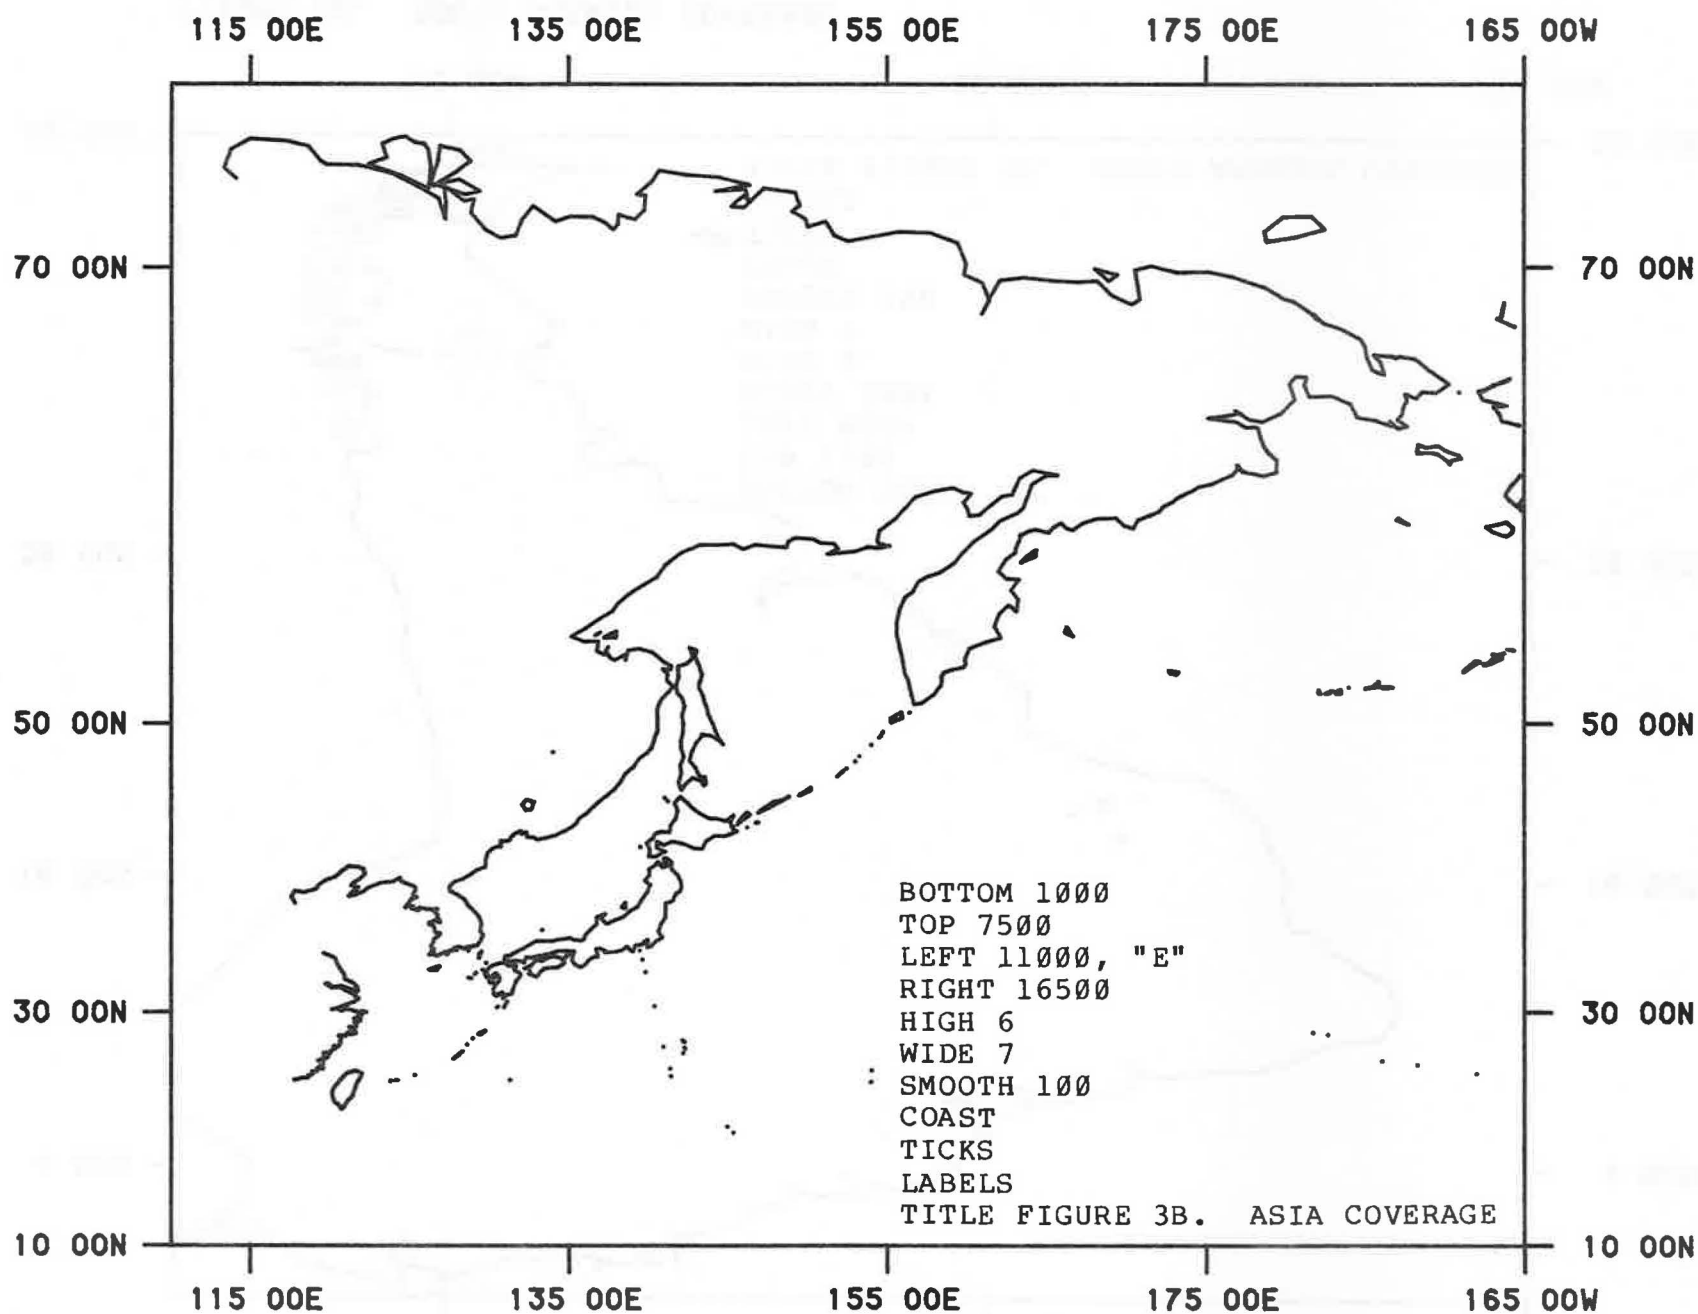 115 00E 135 00E 155 00E 175 00E 165 00W
70 00N 70 00N
50 00N 50 00N
BOTTOM 1000
TOP 7500
LEFT 11000, "E"
RIGHT 16500
30 00N 30 00N
HIGH 6
WIDE 7
SMOOTH 100
COAST
TICKS
LABELS
TITLE FIGURE 3B. ASIA COVERAGE
10 00N 10 00N
115 00E 135 00E 155 00E 175 00E 165 00W